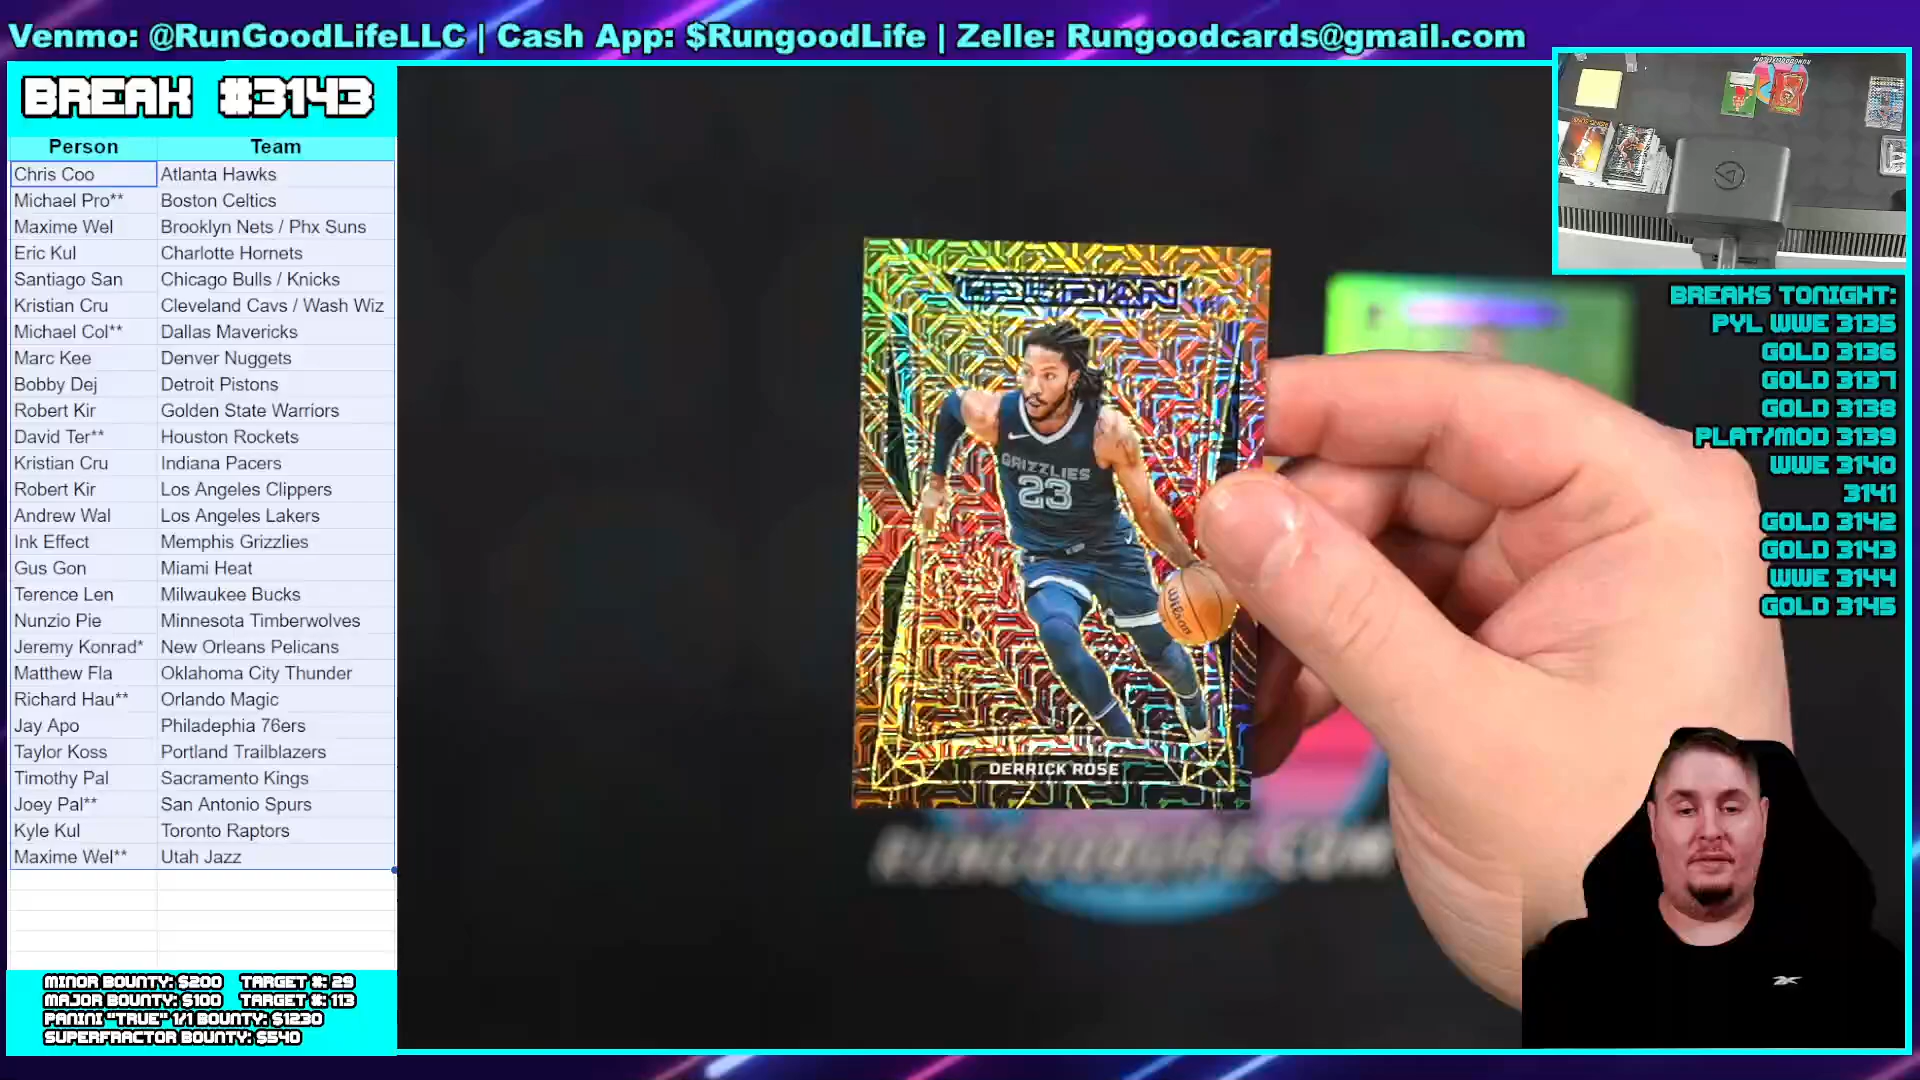 Venmo: @RunGoodLifeLLC | Cash App: $RungoodLife | Zelle: Rungoodcards@gmail.com
BREAK #3143
Person Team
Chris Coo Atlanta Hawks
Michael Pro** Boston Celtics
Maxime Wel Brooklyn Nets / Phx Suns
Eric Kul Charlotte Hornets
Santiago San Chicago Bulls / Knicks
Kristian Cru Cleveland Cavs / Wash Wiz
Michael Col** Dallas Mavericks
Marc Kee Denver Nuggets
Bobby Dej Detroit Pistons
Robert Kir Golden State Warriors
David Ter** Houston Rockets
Kristian Cru Indiana Pacers
Robert Kir Los Angeles Clippers
Andrew Wal Los Angeles Lakers
Ink Effect Memphis Grizzlies
Gus Gon Miami Heat
Terence Len Milwaukee Bucks
Nunzio Pie Minnesota Timberwolves
Jeremy Konrad* New Orleans Pelicans
Matthew Fla Oklahoma City Thunder
Richard Hau** Orlando Magic
Jay Apo Philadephia 76ers
Taylor Koss Portland Trailblazers
Timothy Pal Sacramento Kings
Joey Pal** San Antonio Spurs
Kyle Kul Toronto Raptors
Maxime Wel** Utah Jazz
MINOR BOUNTY: $200 TARGET #: 29
MAJOR BOUNTY: $100 TARGET #: 113
PANINI "TRUE" 1/1 BOUNTY: $1230
SUPERFRACTOR BOUNTY: $540
OBSIDIAN
GRIZZLIES
23
Wilson
DERRICK ROSE
RUNGOODLIFE.COM
BREAKS TONIGHT:
PYL WWE 3135
GOLD 3136
GOLD 3137
GOLD 3138
PLAT/MOD 3139
WWE 3140
3141
GOLD 3142
GOLD 3143
WWE 3144
GOLD 3145